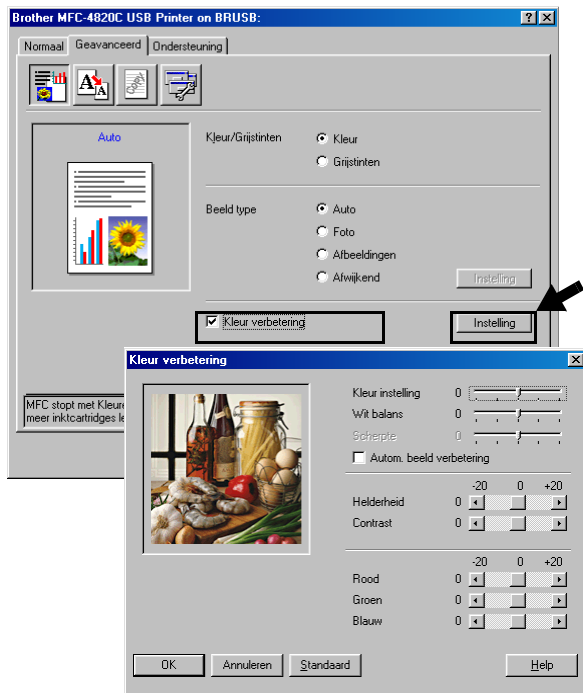 Brother MFC-4820C USB Printer on BRUSB:
Normaal Geavanceerd Ondersteuning
Auto
Kleur/Grijstinten
Kleur
Grijstinten
Beeld type
Auto
Foto
Afbeeldingen
Afwijkend
Instelling
Kleur verbetering
Instelling
MFC stopt met Kleure
meer inktcartridges le
Kleur verbetering
Kleur instelling 0
Wit balans 0
Scherpte 0
Autom. beeld verbetering
-20 0 +20
Helderheid 0
Contrast 0
-20 0 +20
Rood 0
Groen 0
Blauw 0
OK Annuleren Standaard Help